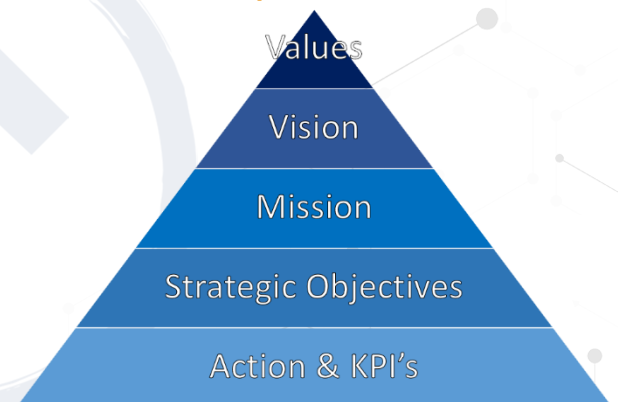 Values
Vision
Mission
Strategic Objectives
Action & KPI’s